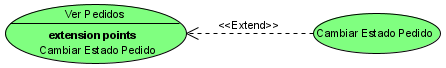 Ver Pedidos
extension points
Cambiar Estado Pedido
<<Extend>>
Cambiar Estado Pedido